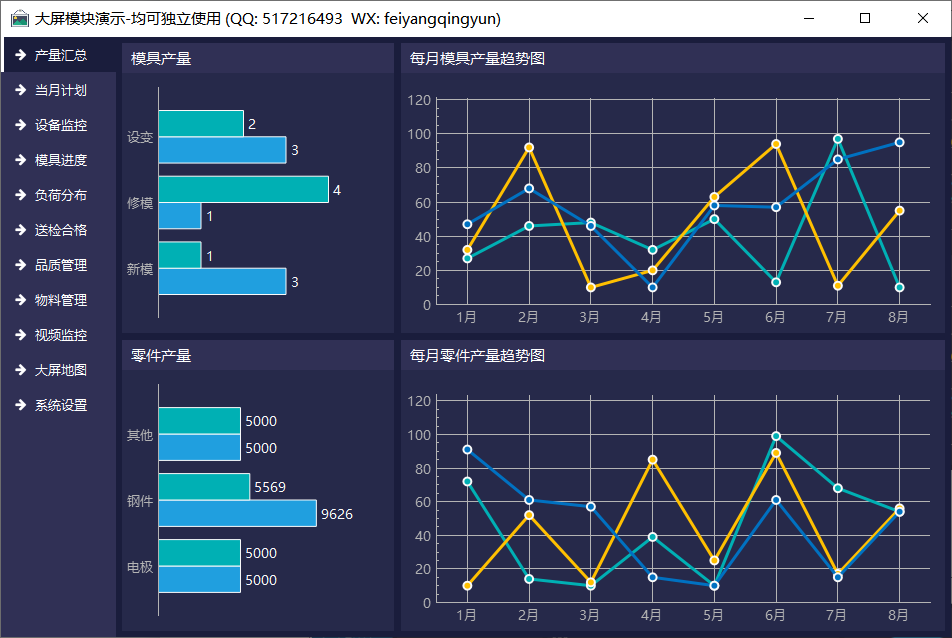 大屏模块演示-均可独立使用 (QQ: 517216493  WX: feiyangqingyun)
产量汇总
当月计划
设备监控
模具进度
负荷分布
送检合格
品质管理
物料管理
视频监控
大屏地图
系统设置
模具产量
设变
2
3
修模
4
1
新模
1
3
每月模具产量趋势图
120
100
80
60
40
20
0
1月 2月 3月 4月 5月 6月 7月 8月
零件产量
其他
5000
5000
钢件
5569
9626
电极
5000
5000
每月零件产量趋势图
120
100
80
60
40
20
0
1月 2月 3月 4月 5月 6月 7月 8月